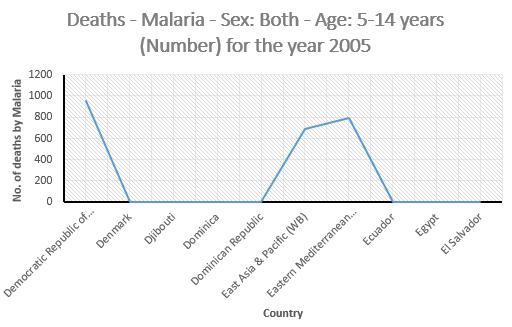 Deaths - Malaria - Sex: Both - Age: 5-14 years
(Number) for the year 2005
1200
1000
800
600
400
200
0
No. of deaths by Malaria
Democratic Republic of...
Denmark
Djibouti
Dominica
Dominican Republic
East Asia & Pacific (WB)
Eastern Mediterranean...
Ecuador
Egypt
El Salvador
Country